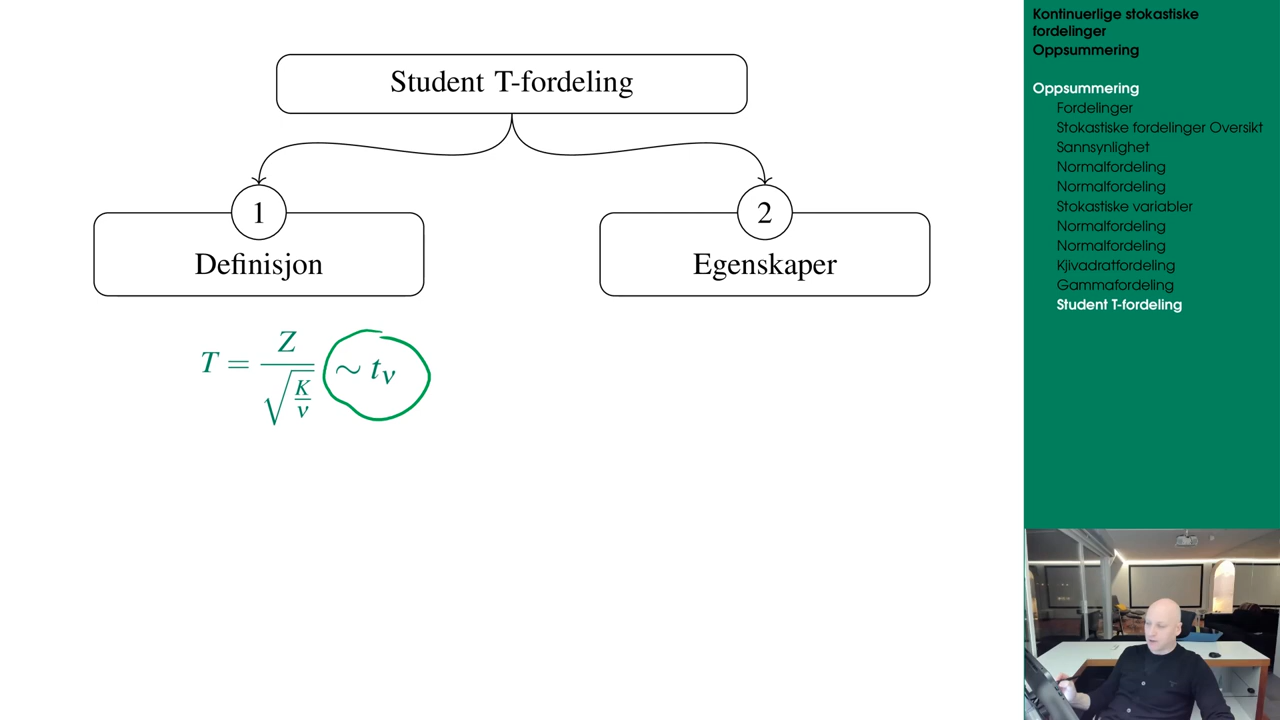 Student T-fordeling
1
2
Definisjon
Egenskaper
T = Z / √(K/ν) ∼ tν
Kontinuerlige stokastiske
fordelinger
Oppsummering
Oppsummering
Fordelinger
Stokastiske fordelinger Oversikt
Sannsynlighet
Normalfordeling
Normalfordeling
Stokastiske variabler
Normalfordeling
Normalfordeling
Kjivadratfordeling
Gammafordeling
Student T-fordeling